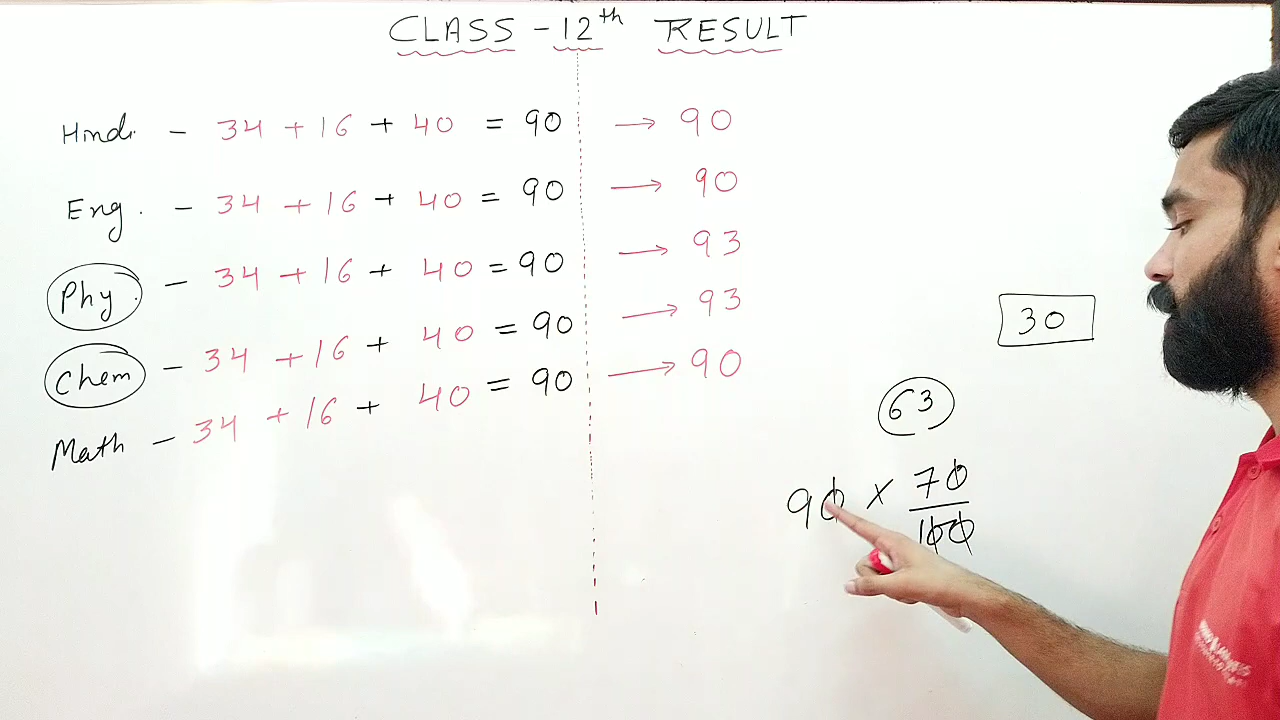 CLASS - 12th RESULT
Hindi - 34 + 16 + 40 = 90 → 90
Eng. - 34 + 16 + 40 = 90 → 90
Phy. - 34 + 16 + 40 = 90 → 93
Chem - 34 + 16 + 40 = 90 → 93
Math - 34 + 16 + 40 = 90 → 90
30
63
90 × 70/100